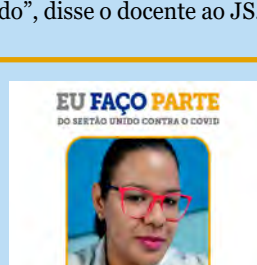 do”, disse o docente ao JS.
EU FAÇO PARTE
DO SERTÃO UNIDO CONTRA O COVID